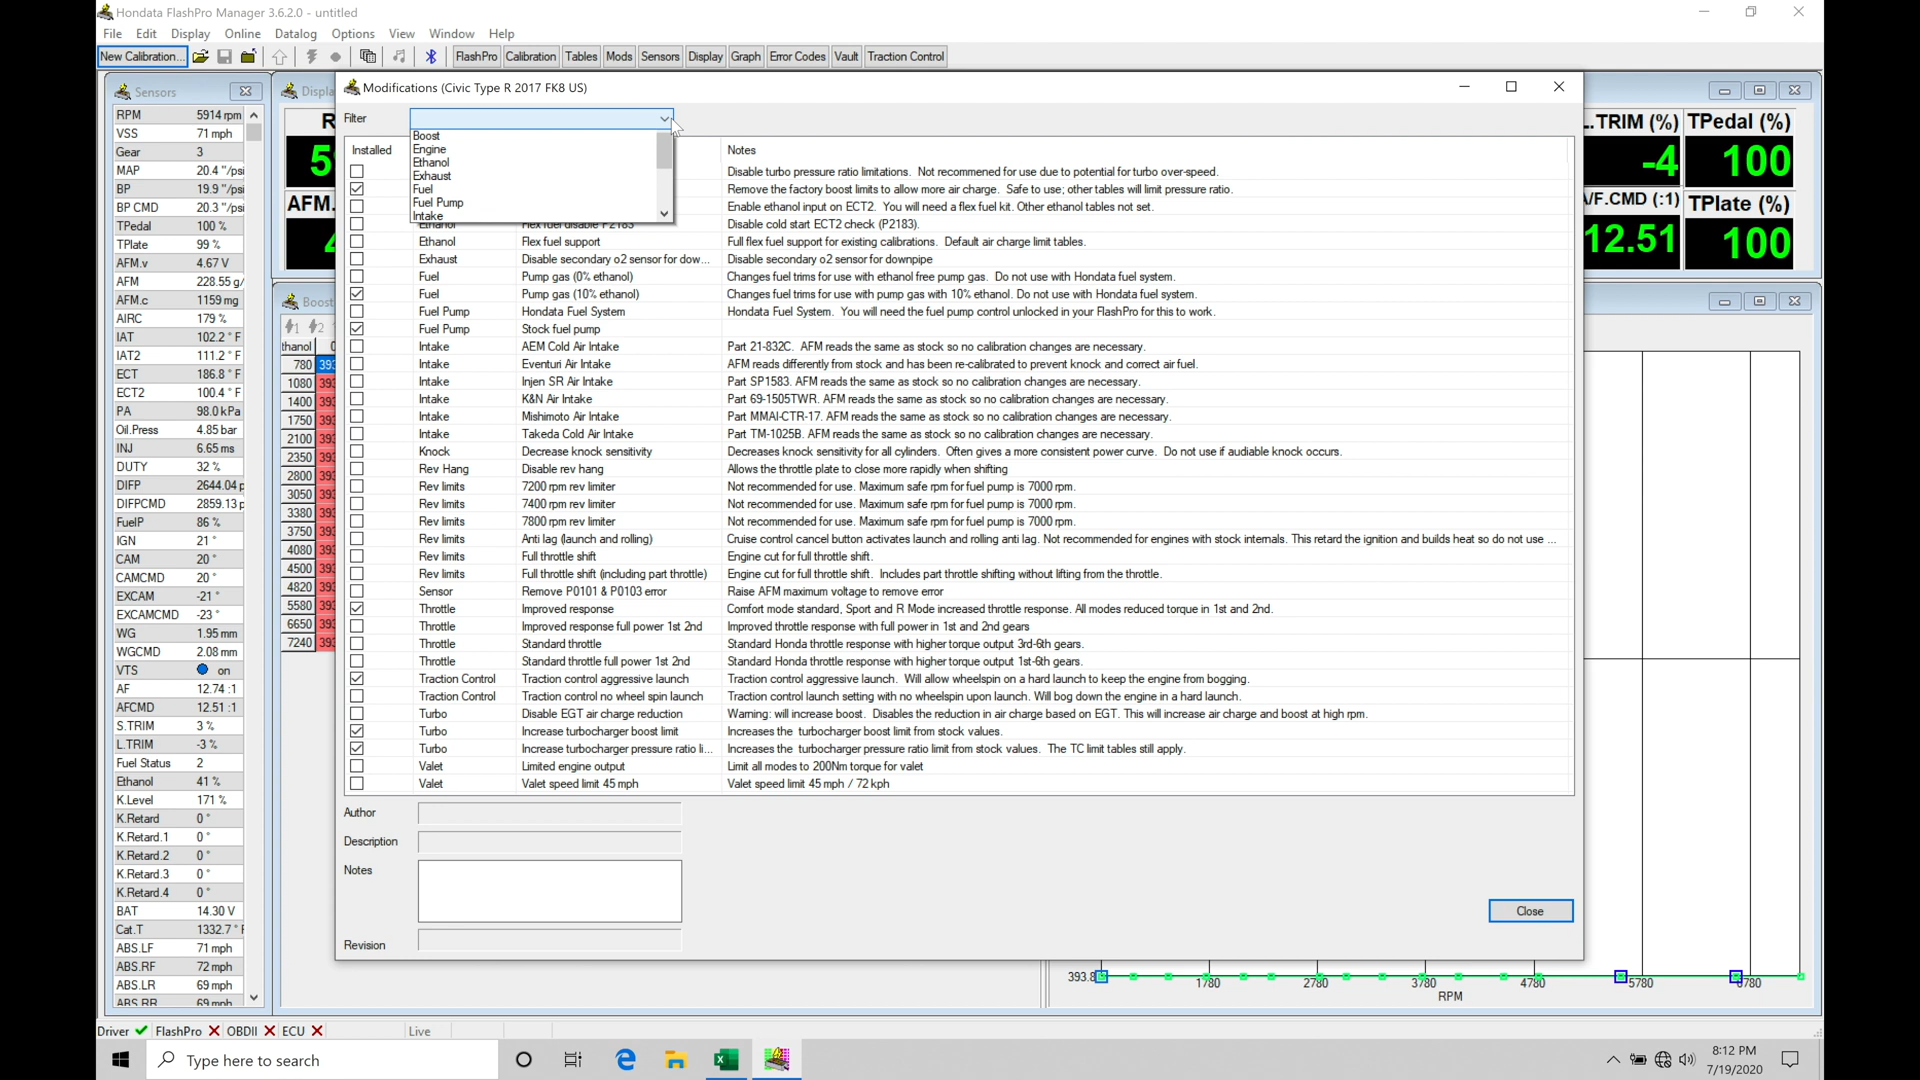 Hondata FlashPro Manager 3.6.2.0 - untitled
File Edit Display Online Datalog Options View Window Help
New Calibration... FlashPro Calibration Tables Mods Sensors Display Graph Error Codes Vault Traction Control
Sensors
RPM 5914 rpm
VSS 71 mph
Gear 3
MAP 20.4 "/psi
BP 19.9 "/psi
BP CMD 20.3 "/psi
TPedal 100 %
TPlate 99 %
AFM.v 4.67 V
AFM 228.55 g/
AFM.c 1159 mg
AIRC 179 %
IAT 102.2 ° F
IAT2 111.2 ° F
ECT 186.8 ° F
ECT2 100.4 ° F
PA 98.0 kPa
Oil.Press 4.85 bar
INJ 6.65 ms
DUTY 32 %
DIFP 2644.04 p
DIFPCMD 2859.13 p
FuelP 86 %
IGN 21 °
CAM 20 °
CAMCMD 20 °
EXCAM -21 °
EXCAMCMD -23 °
WG 1.95 mm
WGCMD 2.08 mm
VTS on
AF 12.74 :1
AFCMD 12.51 :1
S.TRIM 3 %
L.TRIM -3 %
Fuel Status 2
Ethanol 41 %
K.Level 171 %
K.Retard 0 °
K.Retard.1 0 °
K.Retard.2 0 °
K.Retard.3 0 °
K.Retard.4 0 °
BAT 14.30 V
Cat.T 1332.7 ° F
ABS.LF 71 mph
ABS.RF 72 mph
ABS.LR 69 mph
ABS.RR 69 mph
Displa
R
5
AFM.
4
Boost
1 2
thanol
780 393
1080 393
1400 393
1750 393
2100 393
2350 393
2800 393
3050 393
3380 393
3750 393
4080 393
4500 393
4820 393
5580 393
6650 393
7240 393
Modifications (Civic Type R 2017 FK8 US)
Filter
Boost
Engine
Ethanol
Exhaust
Fuel
Fuel Pump
Intake
Installed Notes
Disable turbo pressure ratio limitations. Not recommened for use due to potential for turbo over-speed.
Remove the factory boost limits to allow more air charge. Safe to use; other tables will limit pressure ratio.
Enable ethanol input on ECT2. You will need a flex fuel kit. Other ethanol tables not set.
Ethanol Flex fuel disable P2183 Disable cold start ECT2 check (P2183).
Ethanol Flex fuel support Full flex fuel support for existing calibrations. Default air charge limit tables.
Exhaust Disable secondary o2 sensor for dow... Disable secondary o2 sensor for downpipe
Fuel Pump gas (0% ethanol) Changes fuel trims for use with ethanol free pump gas. Do not use with Hondata fuel system.
Fuel Pump gas (10% ethanol) Changes fuel trims for use with pump gas with 10% ethanol. Do not use with Hondata fuel system.
Fuel Pump Hondata Fuel System Hondata Fuel System. You will need the fuel pump control unlocked in your FlashPro for this to work.
Fuel Pump Stock fuel pump
Intake AEM Cold Air Intake Part 21-832C. AFM reads the same as stock so no calibration changes are necessary.
Intake Eventuri Air Intake AFM reads differently from stock and has been re-calibrated to prevent knock and correct air fuel.
Intake Injen SR Air Intake Part SP1583. AFM reads the same as stock so no calibration changes are necessary.
Intake K&N Air Intake Part 69-1505TWR. AFM reads the same as stock so no calibration changes are necessary.
Intake Mishimoto Air Intake Part MMAI-CTR-17. AFM reads the same as stock so no calibration changes are necessary.
Intake Takeda Cold Air Intake Part TM-1025B. AFM reads the same as stock so no calibration changes are necessary.
Knock Decrease knock sensitivity Decreases knock sensitivity for all cylinders. Often gives a more consistent power curve. Do not use if audiable knock occurs.
Rev Hang Disable rev hang Allows the throttle plate to close more rapidly when shifting
Rev limits 7200 rpm rev limiter Not recommended for use. Maximum safe rpm for fuel pump is 7000 rpm.
Rev limits 7400 rpm rev limiter Not recommended for use. Maximum safe rpm for fuel pump is 7000 rpm.
Rev limits 7800 rpm rev limiter Not recommended for use. Maximum safe rpm for fuel pump is 7000 rpm.
Rev limits Anti lag (launch and rolling) Cruise control cancel button activates launch and rolling anti lag. Not recommended for engines with stock internals. This retard the ignition and builds heat so do not use ...
Rev limits Full throttle shift Engine cut for full throttle shift.
Rev limits Full throttle shift (including part throttle) Engine cut for full throttle shift. Includes part throttle shifting without lifting from the throttle.
Sensor Remove P0101 & P0103 error Raise AFM maximum voltage to remove error
Throttle Improved response Comfort mode standard, Sport and R Mode increased throttle response. All modes reduced torque in 1st and 2nd.
Throttle Improved response full power 1st 2nd Improved throttle response with full power in 1st and 2nd gears
Throttle Standard throttle Standard Honda throttle response with higher torque output 3rd-6th gears.
Throttle Standard throttle full power 1st 2nd Standard Honda throttle response with higher torque output 1st-6th gears.
Traction Control Traction control aggressive launch Traction control aggressive launch. Will allow wheelspin on a hard launch to keep the engine from bogging.
Traction Control Traction control no wheel spin launch Traction control launch setting with no wheelspin upon launch. Will bog down the engine in a hard launch.
Turbo Disable EGT air charge reduction Warning: will increase boost. Disables the reduction in air charge based on EGT. This will increase air charge and boost at high rpm.
Turbo Increase turbocharger boost limit Increases the turbocharger boost limit from stock values.
Turbo Increase turbocharger pressure ratio li... Increases the turbocharger pressure ratio limit from stock values. The TC limit tables still apply.
Valet Limited engine output Limit all modes to 200Nm torque for valet
Valet Valet speed limit 45 mph Valet speed limit 45 mph / 72 kph
Author
Description
Notes
Revision
Close
.TRIM (%) TPedal (%)
-4 100
/F.CMD (:1) TPlate (%)
12.51 100
393.8
1780 2780 3780 4780 5780 6780
RPM
Driver FlashPro OBDII ECU Live
Type here to search
8:12 PM
7/19/2020